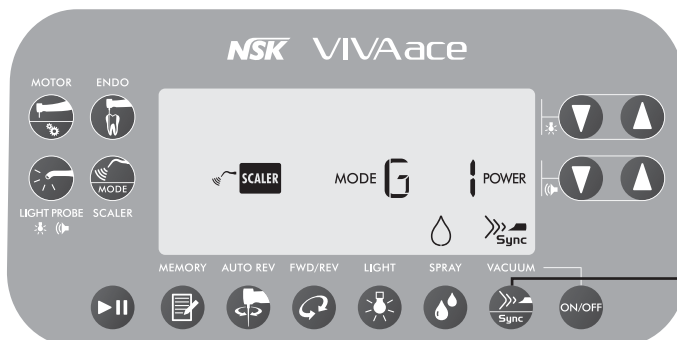 NSK VIVAace
MOTOR ENDO
MODE
LIGHT PROBE SCALER
SCALER MODE G 1 POWER
Sync
MEMORY AUTO REV FWD/REV LIGHT SPRAY VACUUM
Sync ON/OFF